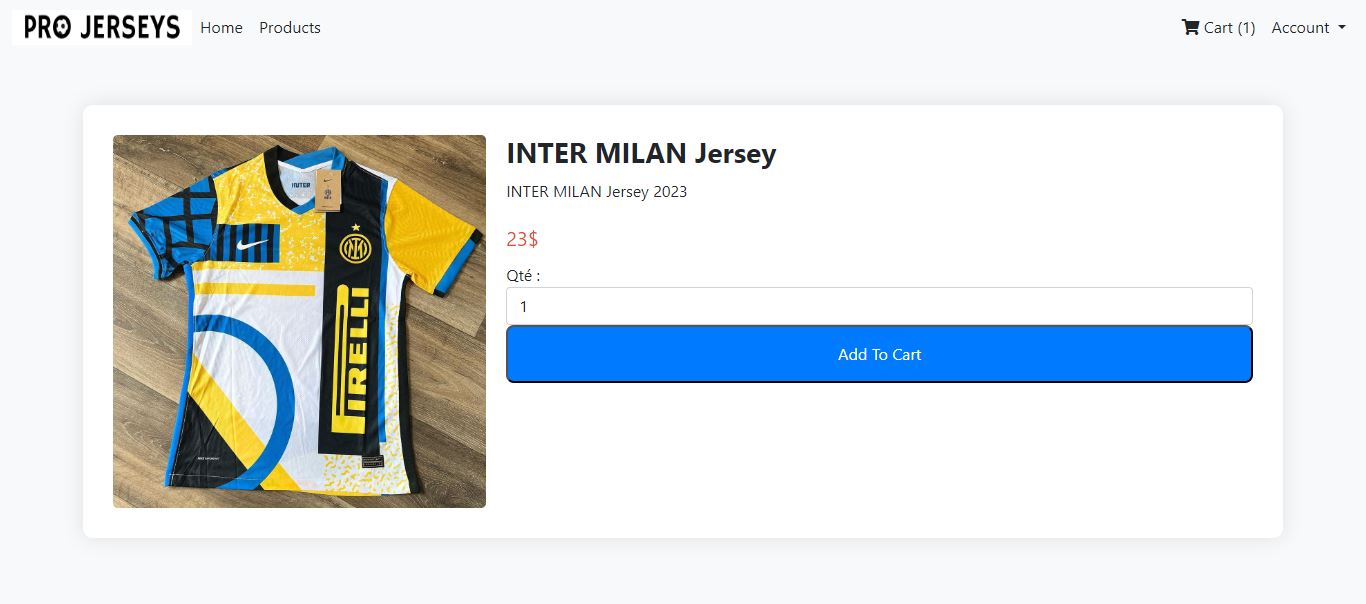 PRO JERSEYS
Home
Products
Cart (1)
Account
INTER MILAN Jersey
INTER MILAN Jersey 2023
23$
Qté :
1
Add To Cart
INTER
PIRELLI